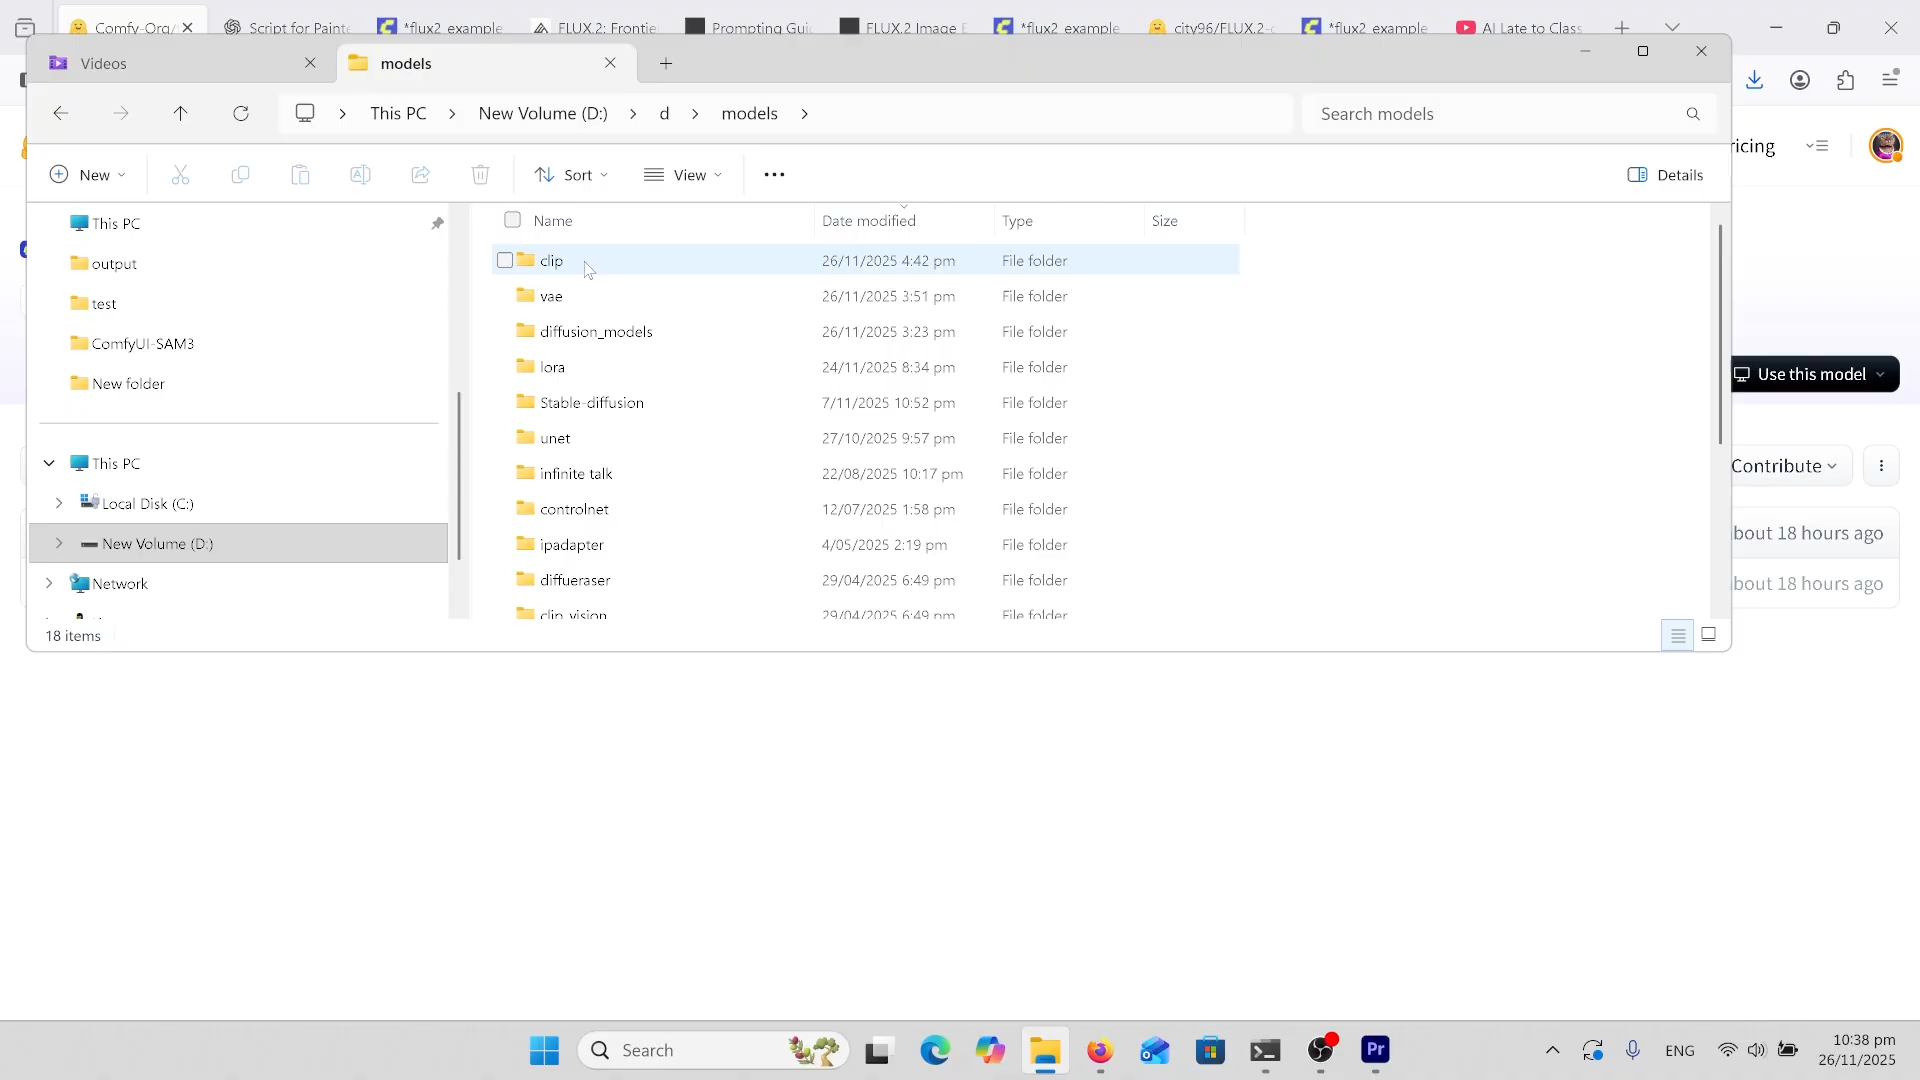 Comfy-Org/
Script for Painte
*flux2_example
FLUX.2: Frontie
Prompting Gui
FLUX.2 Image E
*flux2_example
city96/FLUX.2-c
*flux2_example
AI Late to Class
Videos
models
This PC
New Volume (D:)
d
models
Search models
ricing
New
Sort
View
Details
This PC
output
test
ComfyUI-SAM3
New folder
This PC
Local Disk (C:)
New Volume (D:)
Network
Name
Date modified
Type
Size
clip
26/11/2025 4:42 pm
File folder
vae
26/11/2025 3:51 pm
File folder
diffusion_models
26/11/2025 3:23 pm
File folder
lora
24/11/2025 8:34 pm
File folder
Stable-diffusion
7/11/2025 10:52 pm
File folder
unet
27/10/2025 9:57 pm
File folder
infinite talk
22/08/2025 10:17 pm
File folder
controlnet
12/07/2025 1:58 pm
File folder
ipadapter
4/05/2025 2:19 pm
File folder
diffueraser
29/04/2025 6:49 pm
File folder
clip_vision
29/04/2025 6:49 pm
File folder
18 items
Use this model
Contribute
bout 18 hours ago
bout 18 hours ago
Search
Pr
ENG
10:38 pm
26/11/2025